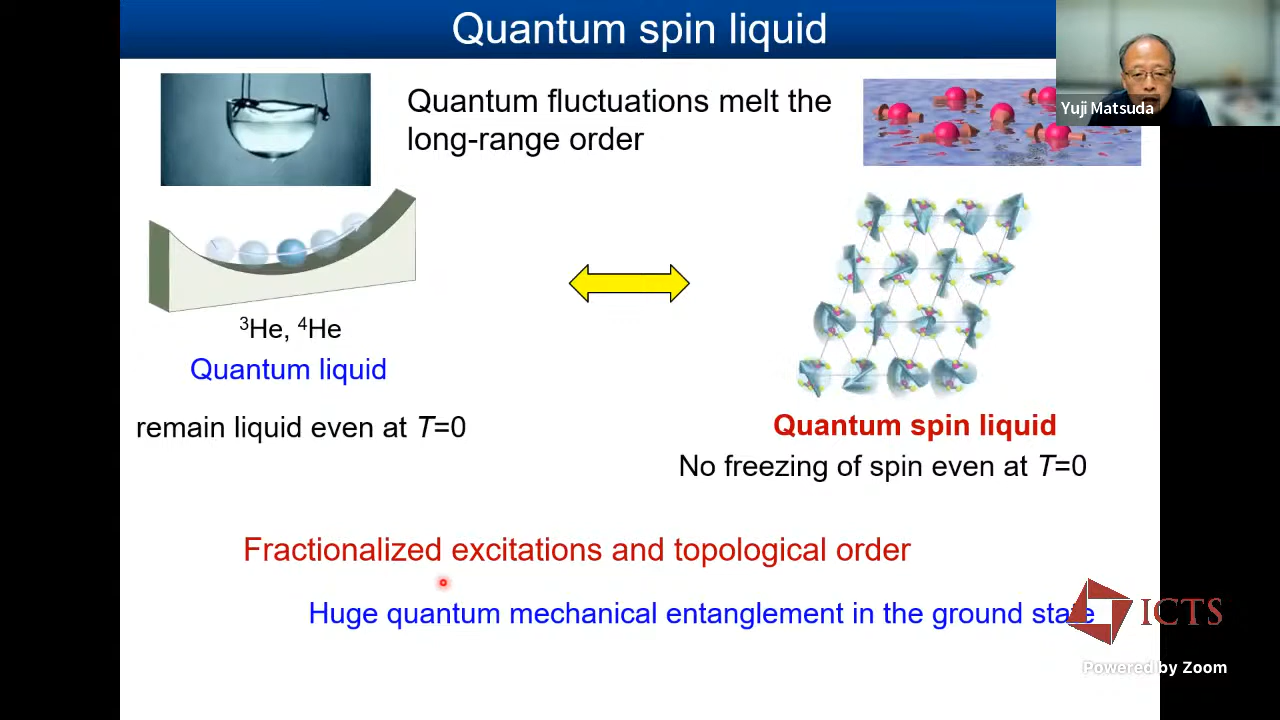 Quantum spin liquid
Quantum fluctuations melt the
long-range order
Yuji Matsuda
³He, ⁴He
Quantum liquid
remain liquid even at T=0
Quantum spin liquid
No freezing of spin even at T=0
Fractionalized excitations and topological order
Huge quantum mechanical entanglement in the ground state
ICTS
Powered by Zoom